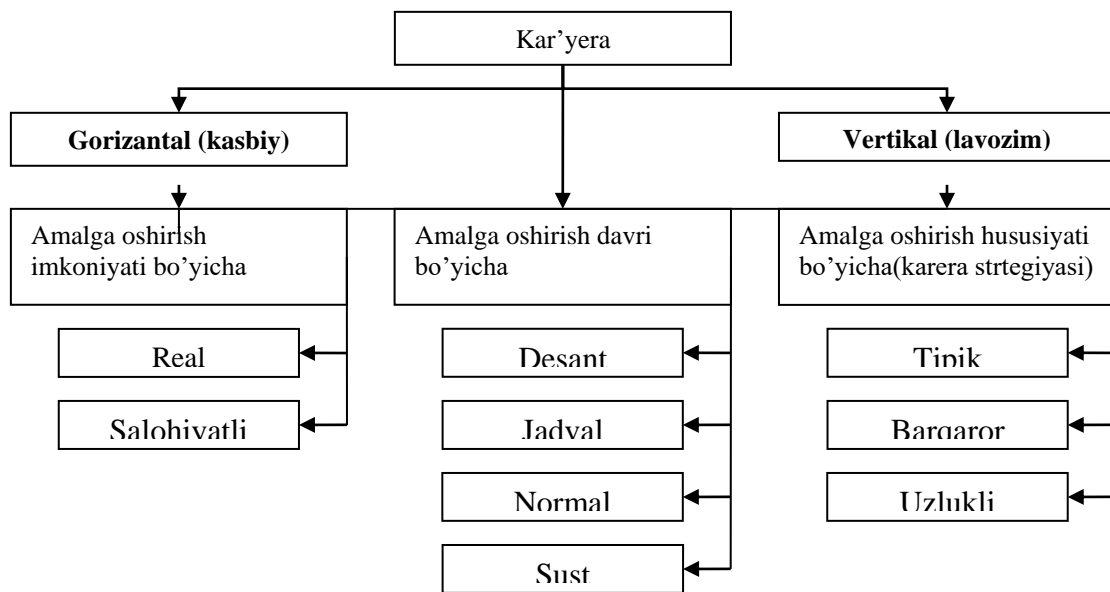 Kar’yera
Gorizantal (kasbiy)
Vertikal (lavozim)
Amalga oshirish
imkoniyati bo’yicha
Amalga oshirish davri
bo’yicha
Amalga oshirish hususiyati
bo’yicha(karera strtegiyasi)
Real
Salohiyatli
Desant
Jadval
Normal
Sust
Tipik
Barqaror
Uzlukli